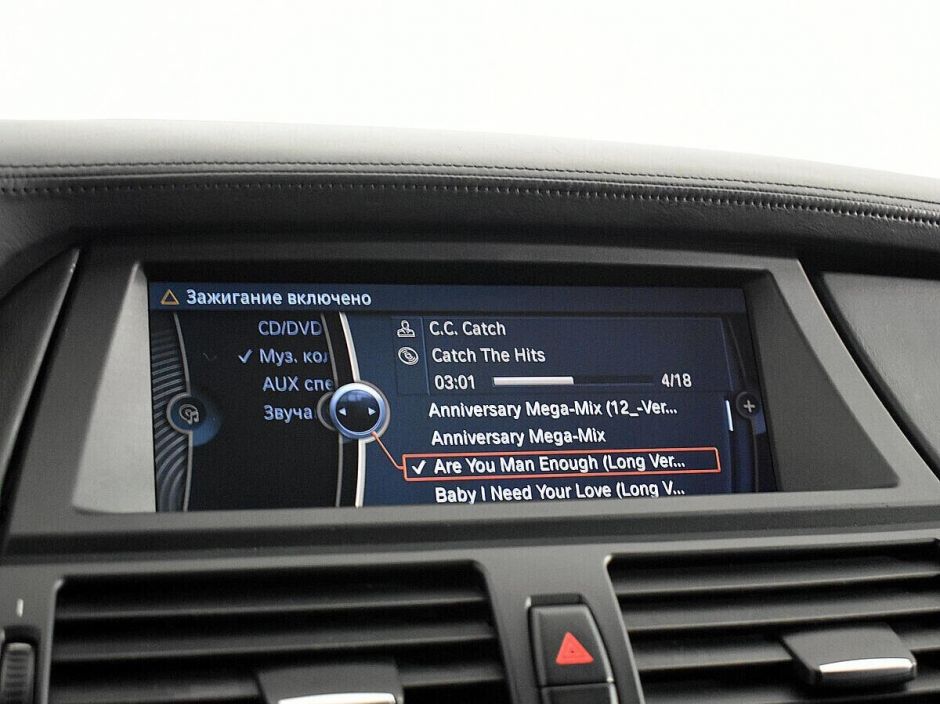 Зажигание включено
CD/DVD
✓ Муз. кол
AUX спе
Звуча
C.C. Catch
Catch The Hits
03:01 4/18
Anniversary Mega-Mix (12_-Ver...
Anniversary Mega-Mix
✓ Are You Man Enough (Long Ver...
Baby I Need Your Love (Long V...